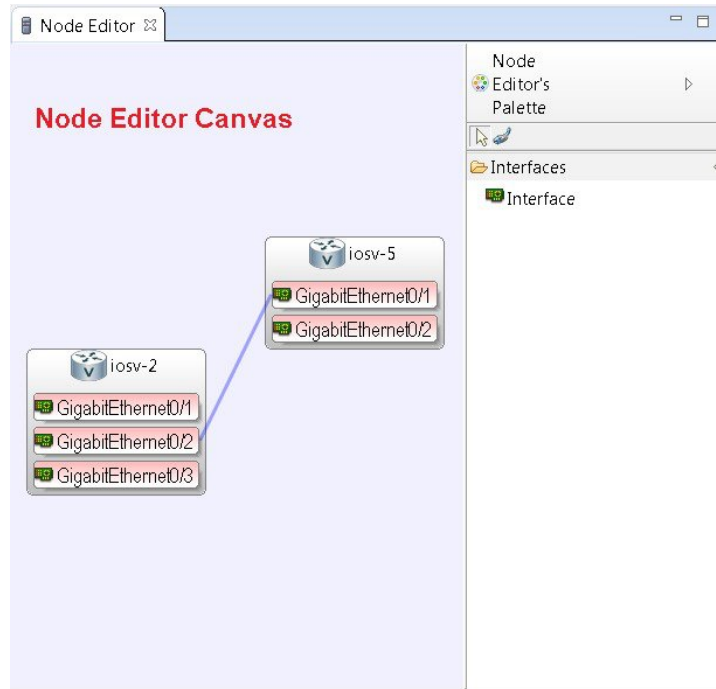 Node Editor
Node
Editor's
Palette
Node Editor Canvas
Interfaces
Interface
iosv-5
GigabitEthernet0/1
GigabitEthernet0/2
iosv-2
GigabitEthernet0/1
GigabitEthernet0/2
GigabitEthernet0/3